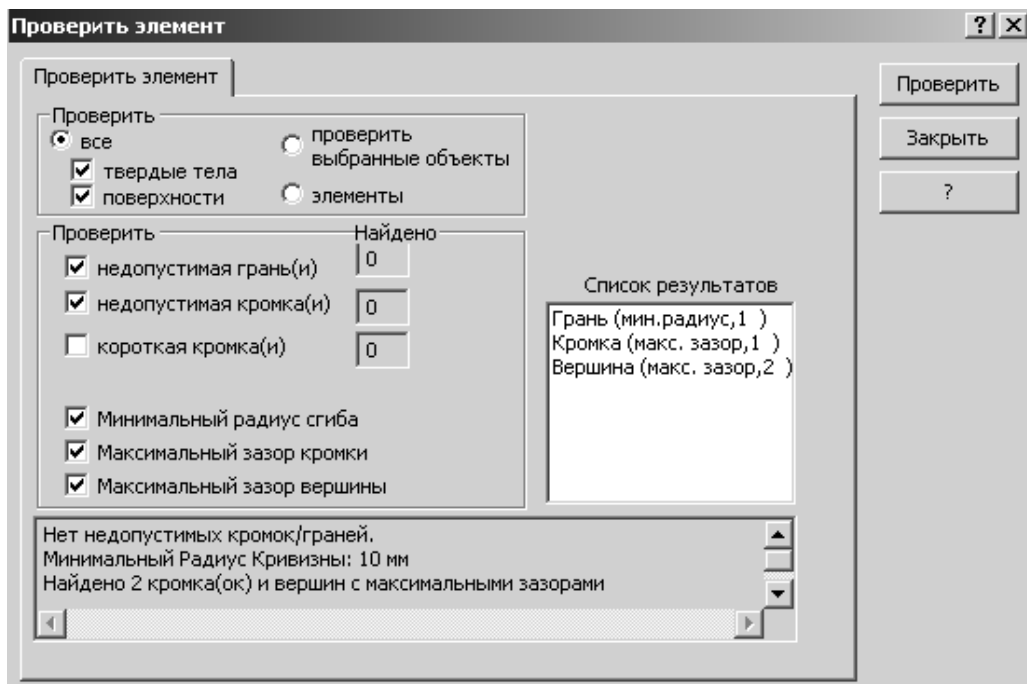 Проверить элемент
Проверить элемент
Проверить
Закрыть
?
Проверить
все
твердые тела
поверхности
проверить
выбранные объекты
элементы
Проверить Найдено
недопустимая грань(и) 0
недопустимая кромка(и) 0
короткая кромка(и) 0
Минимальный радиус сгиба
Максимальный зазор кромки
Максимальный зазор вершины
Список результатов
Грань (мин.радиус,1 )
Кромка (макс. зазор,1 )
Вершина (макс. зазор,2 )
Нет недопустимых кромок/граней.
Минимальный Радиус Кривизны: 10 мм
Найдено 2 кромка(ок) и вершин с максимальными зазорами